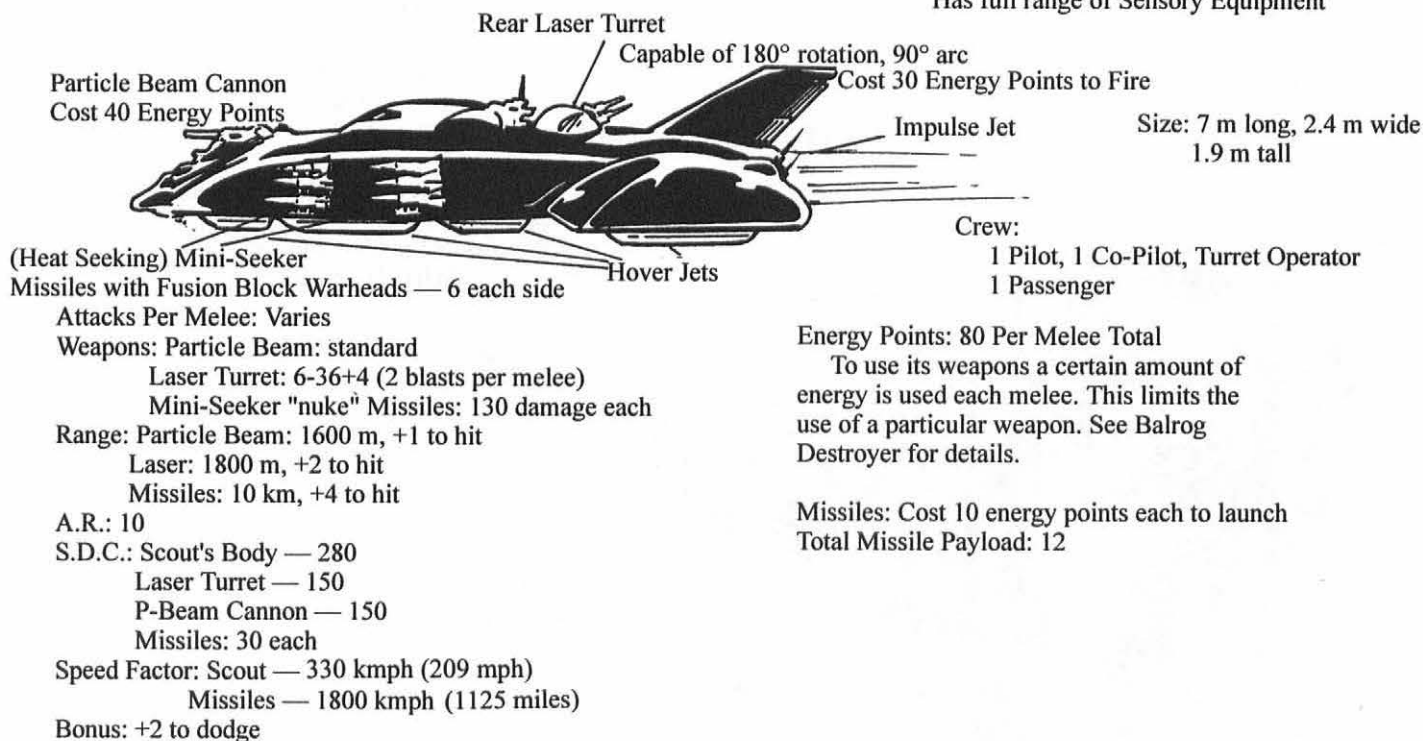 Has full range of Sensory Equipment
Rear Laser Turret
Capable of 180° rotation, 90° arc
Cost 30 Energy Points to Fire
Particle Beam Cannon
Cost 40 Energy Points
Impulse Jet
Size: 7 m long, 2.4 m wide
1.9 m tall
Crew:
1 Pilot, 1 Co-Pilot, Turret Operator
1 Passenger
(Heat Seeking) Mini-Seeker
Missiles with Fusion Block Warheads — 6 each side
Hover Jets
Attacks Per Melee: Varies
Weapons: Particle Beam: standard
Laser Turret: 6-36+4 (2 blasts per melee)
Mini-Seeker "nuke" Missiles: 130 damage each
Range: Particle Beam: 1600 m, +1 to hit
Laser: 1800 m, +2 to hit
Missiles: 10 km, +4 to hit
A.R.: 10
S.D.C.: Scout's Body — 280
Laser Turret — 150
P-Beam Cannon — 150
Missiles: 30 each
Speed Factor: Scout — 330 kmph (209 mph)
Missiles — 1800 kmph (1125 miles)
Bonus: +2 to dodge
Energy Points: 80 Per Melee Total
To use its weapons a certain amount of
energy is used each melee. This limits the
use of a particular weapon. See Balrog
Destroyer for details.
Missiles: Cost 10 energy points each to launch
Total Missile Payload: 12